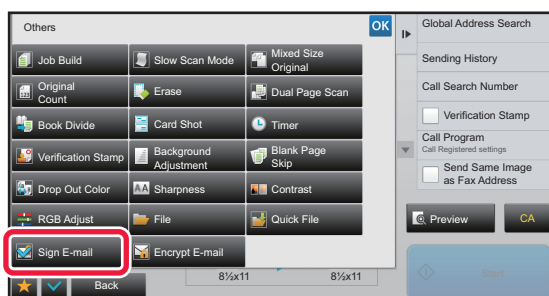 Others
OK
Job Build
Slow Scan Mode
Mixed Size
Original
Original
Count
Erase
Dual Page Scan
Book Divide
Card Shot
Timer
Verification Stamp
Background
Adjustment
Blank Page
Skip
Drop Out Color
AA Sharpness
Contrast
RGB Adjust
File
Quick File
Sign E-mail
Encrypt E-mail
Back
8½x11
8½x11
Global Address Search
Sending History
Call Search Number
Verification Stamp
Call Program
Call Registered settings
Send Same Image
as Fax Address
Preview
CA
Start